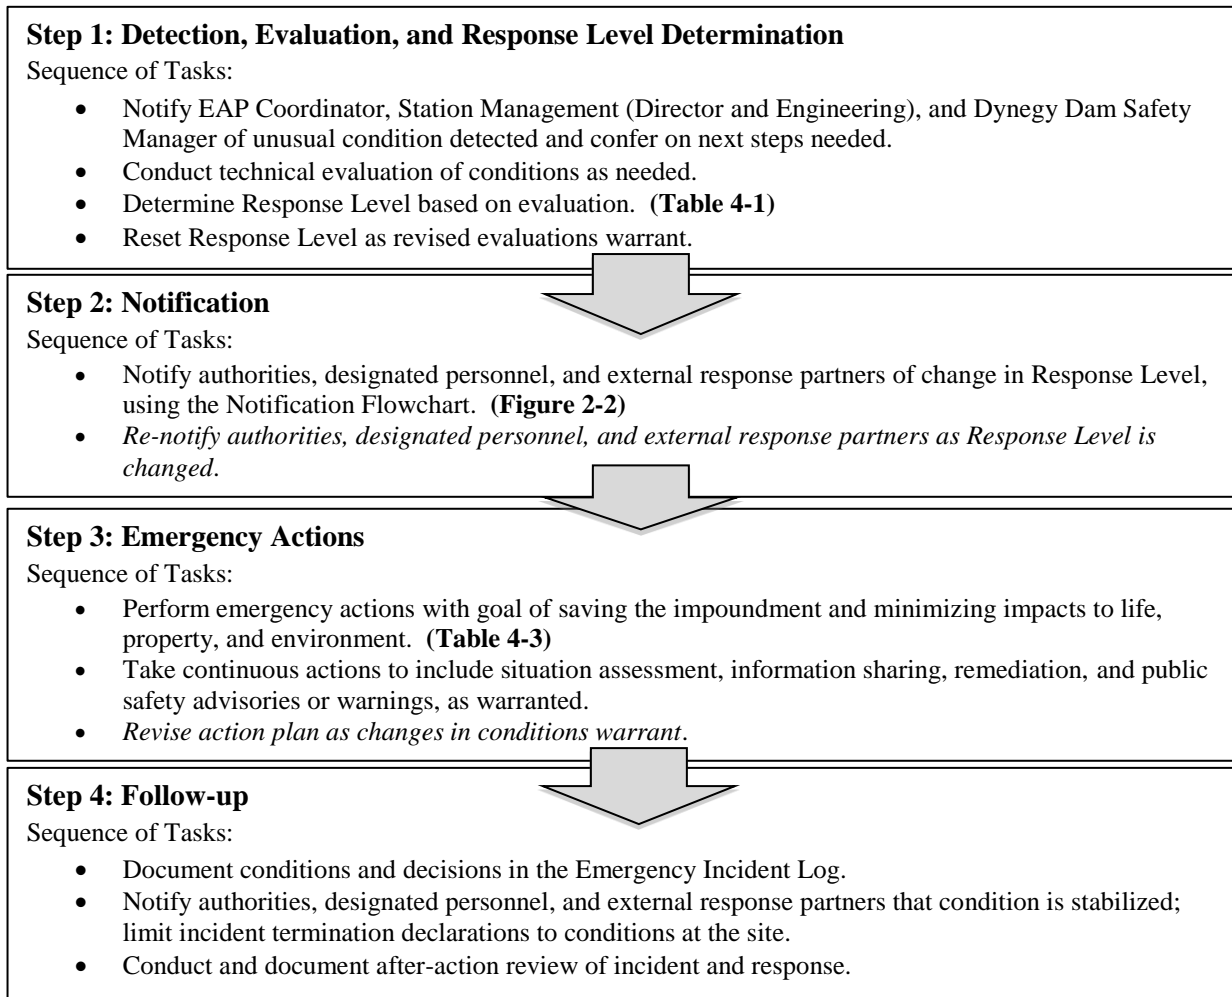 Step 1: Detection, Evaluation, and Response Level Determination
Sequence of Tasks:
• Notify EAP Coordinator, Station Management (Director and Engineering), and Dynegy Dam Safety
Manager of unusual condition detected and confer on next steps needed.
• Conduct technical evaluation of conditions as needed.
• Determine Response Level based on evaluation. (Table 4-1)
• Reset Response Level as revised evaluations warrant.
Step 2: Notification
Sequence of Tasks:
• Notify authorities, designated personnel, and external response partners of change in Response Level,
using the Notification Flowchart. (Figure 2-2)
• Re-notify authorities, designated personnel, and external response partners as Response Level is
changed.
Step 3: Emergency Actions
Sequence of Tasks:
• Perform emergency actions with goal of saving the impoundment and minimizing impacts to life,
property, and environment. (Table 4-3)
• Take continuous actions to include situation assessment, information sharing, remediation, and public
safety advisories or warnings, as warranted.
• Revise action plan as changes in conditions warrant.
Step 4: Follow-up
Sequence of Tasks:
• Document conditions and decisions in the Emergency Incident Log.
• Notify authorities, designated personnel, and external response partners that condition is stabilized;
limit incident termination declarations to conditions at the site.
• Conduct and document after-action review of incident and response.